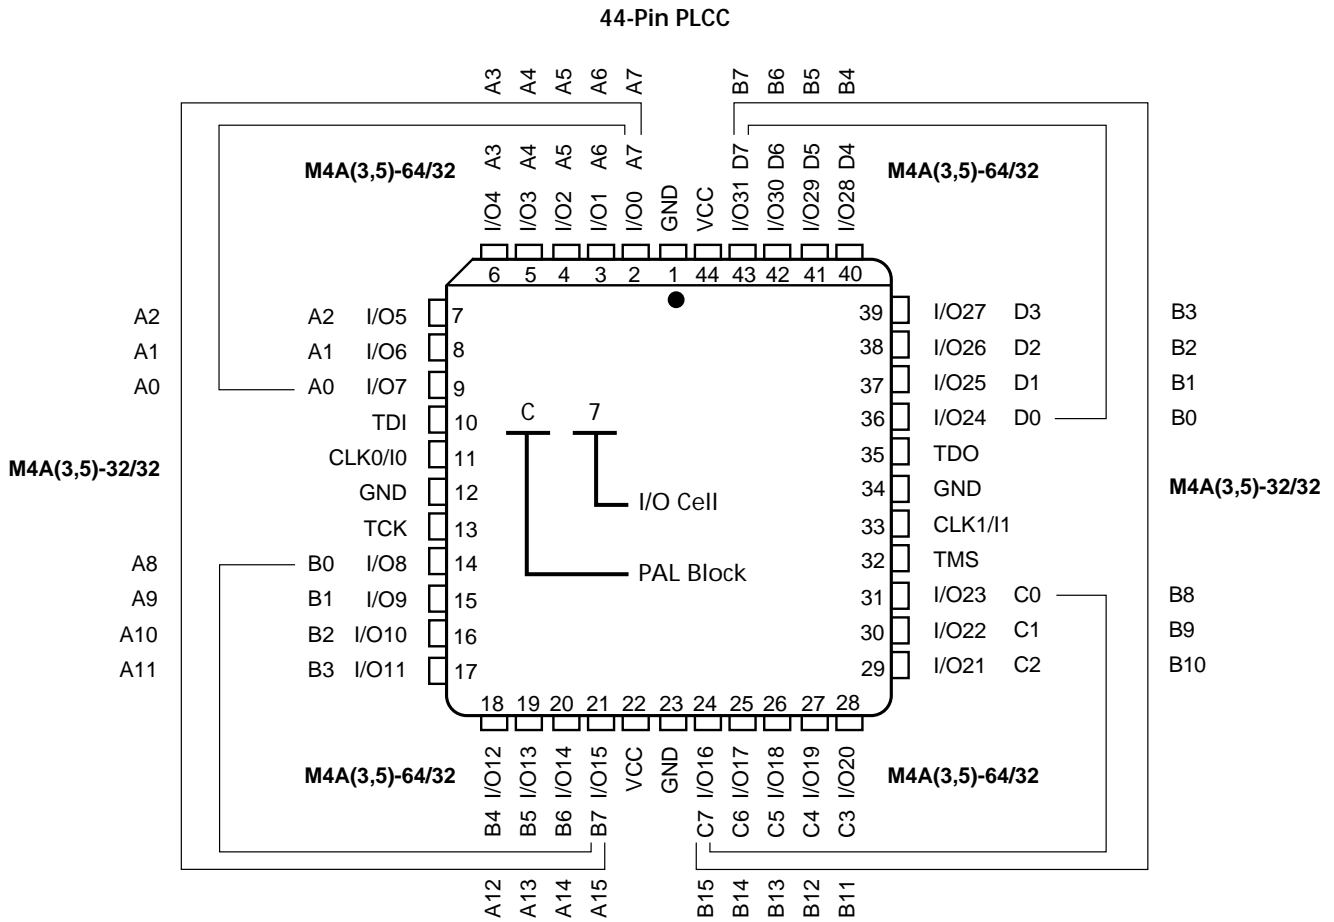 44-Pin PLCC
A3 A4 A5 A6 A7 B7 B6 B5 B4
M4A(3,5)-64/32 A3 A4 A5 A6 A7 D7 D6 D5 D4 M4A(3,5)-64/32
I/O4 I/O3 I/O2 I/O1 I/O0 GND VCC I/O31 I/O30 I/O29 I/O28
6 5 4 3 2 1 44 43 42 41 40
A2 A2 I/O5 7 39 I/O27 D3 B3
A1 A1 I/O6 8 38 I/O26 D2 B2
A0 A0 I/O7 9 37 I/O25 D1 B1
TDI 10 C 7 36 I/O24 D0 B0
CLK0/I0 11 35 TDO
M4A(3,5)-32/32 M4A(3,5)-32/32
GND 12 I/O Cell 34 GND
TCK 13 33 CLK1/I1
A8 B0 I/O8 14 PAL Block 32 TMS
A9 B1 I/O9 15 31 I/O23 C0 B8
A10 B2 I/O10 16 30 I/O22 C1 B9
A11 B3 I/O11 17 29 I/O21 C2 B10
18 19 20 21 22 23 24 25 26 27 28
M4A(3,5)-64/32 I/O12 I/O13 I/O14 I/O15 VCC GND I/O16 I/O17 I/O18 I/O19 I/O20 M4A(3,5)-64/32
B4 B5 B6 B7 C7 C6 C5 C4 C3
A12 A13 A14 A15 B15 B14 B13 B12 B11